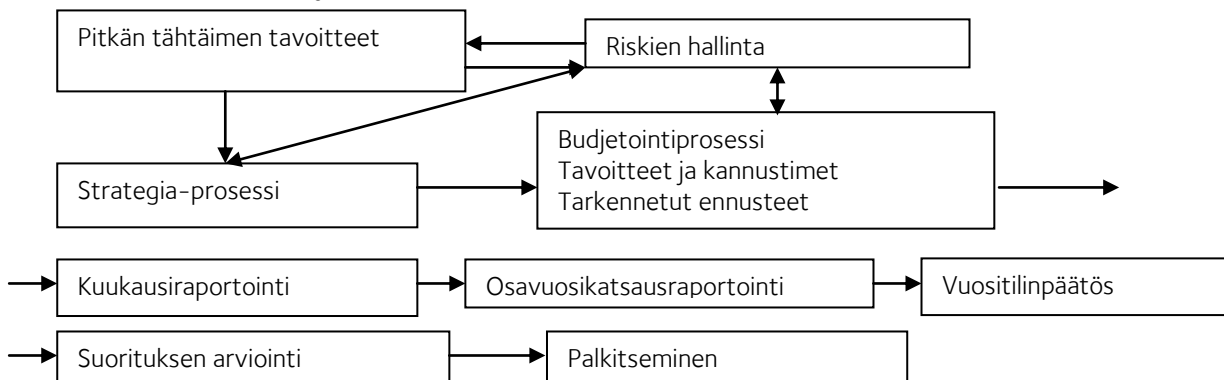 Pitkän tähtäimen tavoitteet
Riskien hallinta
Budjetointiprosessi
Tavoitteet ja kannustimet
Tarkennetut ennusteet
Strategia-prosessi
Kuukausiraportointi
Osavuosikatsausraportointi
Vuositilinpäätös
Suorituksen arviointi
Palkitseminen